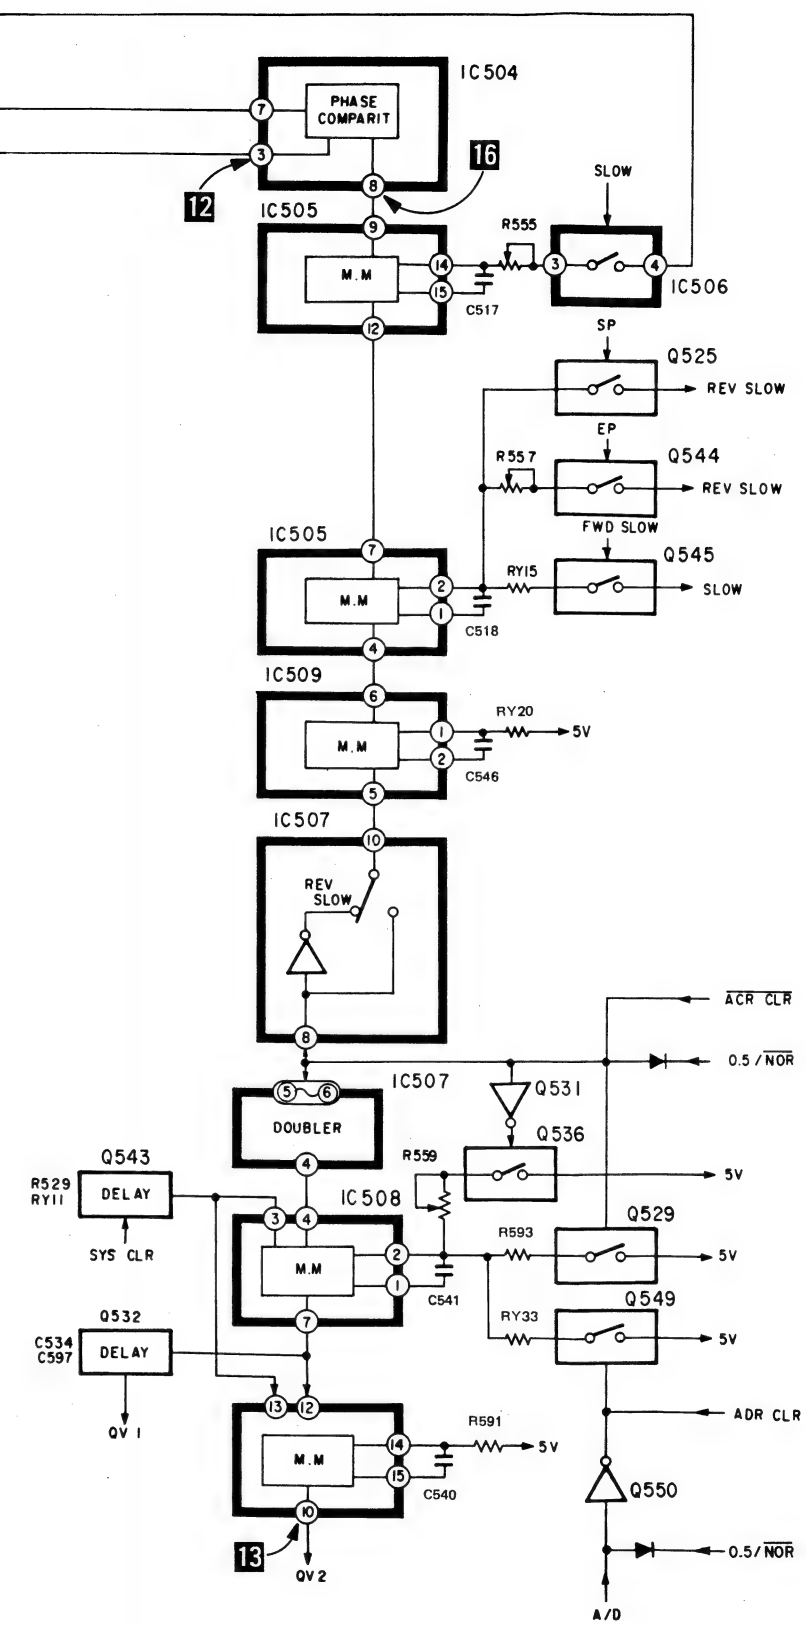 IC504
7
PHASE
COMPARIT
3
12
8
16
SLOW
IC505
9
R555
M.M
14
15
C517
3
4
IC506
12
SP
Q525
REV SLOW
EP
R557
Q544
REV SLOW
FWD SLOW
IC505
7
Q545
M.M
2
1
RY15
SLOW
C518
4
IC509
6
M.M
1
2
RY20
5V
C546
5
IC507
10
REV
SLOW
8
ACR CLR
0.5/NOR
IC507
5
6
DOUBLER
4
Q531
Q536
R559
5V
Q543
R529
RY11
DELAY
SYS CLR
IC508
3
4
M.M
2
1
C541
7
R593
Q529
5V
RY33
Q549
5V
Q532
C534
C597
DELAY
QV 1
13
12
ADR CLR
M.M
14
15
R591
5V
C540
10
13
QV2
Q550
0.5/NOR
A/D